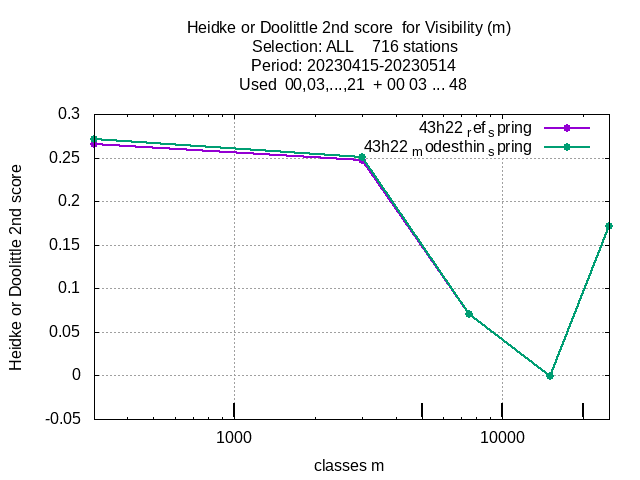 Heidke or Doolittle 2nd score  for Visibility (m)
Selection: ALL    716 stations
Period: 20230415-20230514
Used  00,03,...,21  + 00 03 ... 48
0.3
43h22 ref spring
0.25
43h22 modesthin spring
0.2
0.15
0.1
0.05
0
-0.05
Heidke or Doolittle 2nd score
1000
10000
classes m